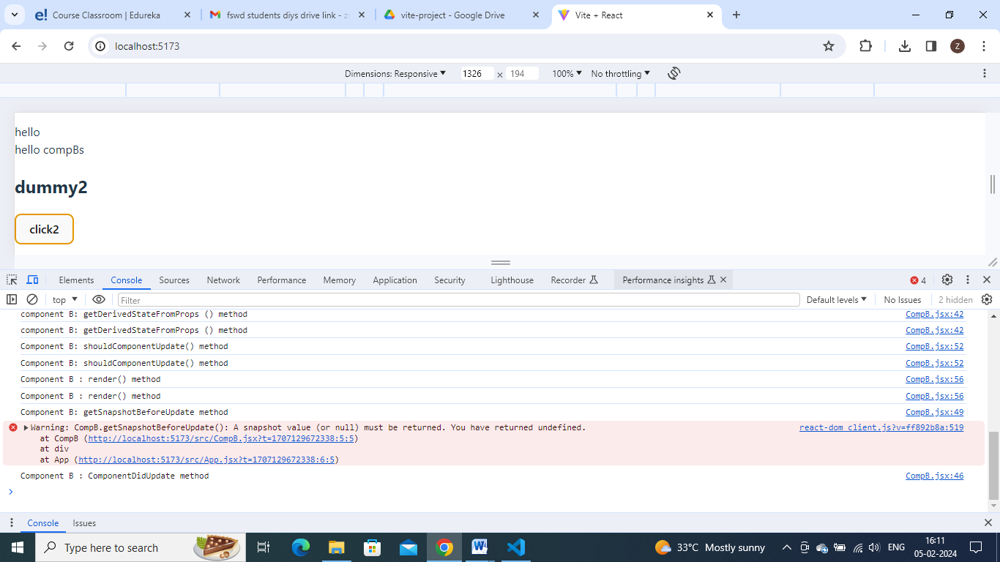 Course Classroom | Edureka
fswd students diys drive link - z
vite-project - Google Drive
Vite + React
localhost:5173
Z
Dimensions: Responsive 1326 × 194 100% No throttling
hello
hello compBs
dummy2
click2
Elements Console Sources Network Performance Memory Application Security Lighthouse Recorder Performance insights 4
top Filter Default levels No Issues 2 hidden
component B: getDerivedStateFromProps () method CompB.jsx:42
component B: getDerivedStateFromProps () method CompB.jsx:42
Component B: shouldComponentUpdate() method CompB.jsx:52
Component B: shouldComponentUpdate() method CompB.jsx:52
Component B : render() method CompB.jsx:56
Component B : render() method CompB.jsx:56
Component B: getSnapshotBeforeUpdate method CompB.jsx:49
Warning: CompB.getSnapshotBeforeUpdate(): A snapshot value (or null) must be returned. You have returned undefined. react-dom_client.js?v=ff892b8a:519
at CompB (http://localhost:5173/src/CompB.jsx?t=1707129672338:5:5)
at div
at App (http://localhost:5173/src/App.jsx?t=1707129672338:6:5)
Component B : ComponentDidUpdate method CompB.jsx:46
Console Issues
Type here to search
33°C Mostly sunny
ENG
16:11
05-02-2024